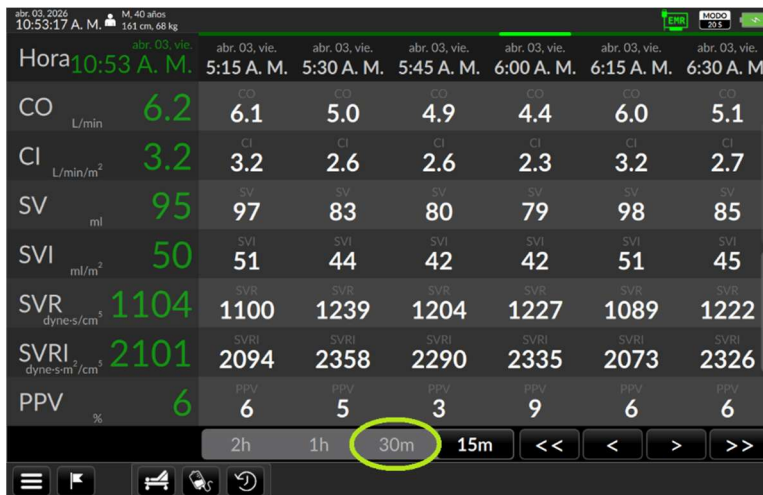 abr. 03, 2026
10:53:17 A. M.
M, 40 años
161 cm, 68 kg
EMR
MODO
20 S
Hora
abr. 03, vie.
10:53 A. M.
abr. 03, vie. abr. 03, vie. abr. 03, vie. abr. 03, vie. abr. 03, vie. abr. 03, vie.
5:15 A. M. 5:30 A. M. 5:45 A. M. 6:00 A. M. 6:15 A. M. 6:30 A. M
CO CO CO CO CO CO
CO L/min 6.2 6.1 5.0 4.9 4.4 6.0 5.1
CI CI CI CI CI CI
CI L/min/m² 3.2 3.2 2.6 2.6 2.3 3.2 2.7
SV SV SV SV SV SV
SV ml 95 97 83 80 79 98 85
SVI SVI SVI SVI SVI SVI
SVI ml/m² 50 51 44 42 42 51 45
SVR SVR SVR SVR SVR SVR
SVR dyne-s/cm⁵ 1104 1100 1239 1204 1227 1089 1222
SVRI SVRI SVRI SVRI SVRI SVRI
SVRI dyne-s-m²/cm⁵ 2101 2094 2358 2290 2335 2073 2326
PPV PPV PPV PPV PPV PPV
PPV % 6 6 5 3 9 6 6
2h 1h 30m 15m << < > >>